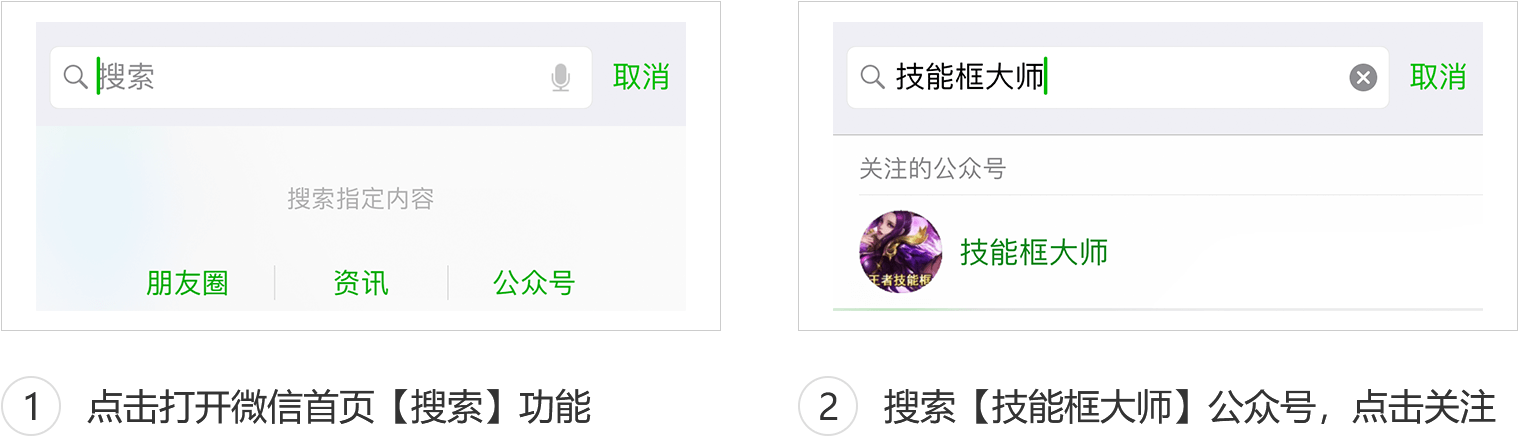 搜索
取消
搜索指定内容
朋友圈
资讯
公众号
1 点击打开微信首页【搜索】功能
技能框大师
取消
关注的公众号
王者技能框
技能框大师
2 搜索【技能框大师】公众号，点击关注